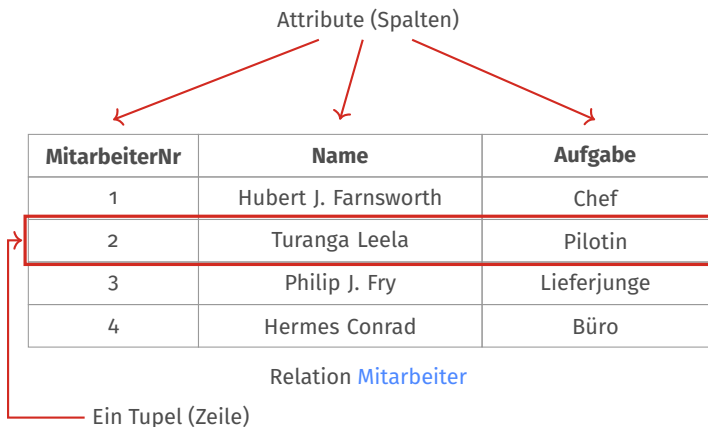 Attribute (Spalten)
MitarbeiterNr Name Aufgabe
1 Hubert J. Farnsworth Chef
2 Turanga Leela Pilotin
3 Philip J. Fry Lieferjunge
4 Hermes Conrad Büro
Relation Mitarbeiter
Ein Tupel (Zeile)